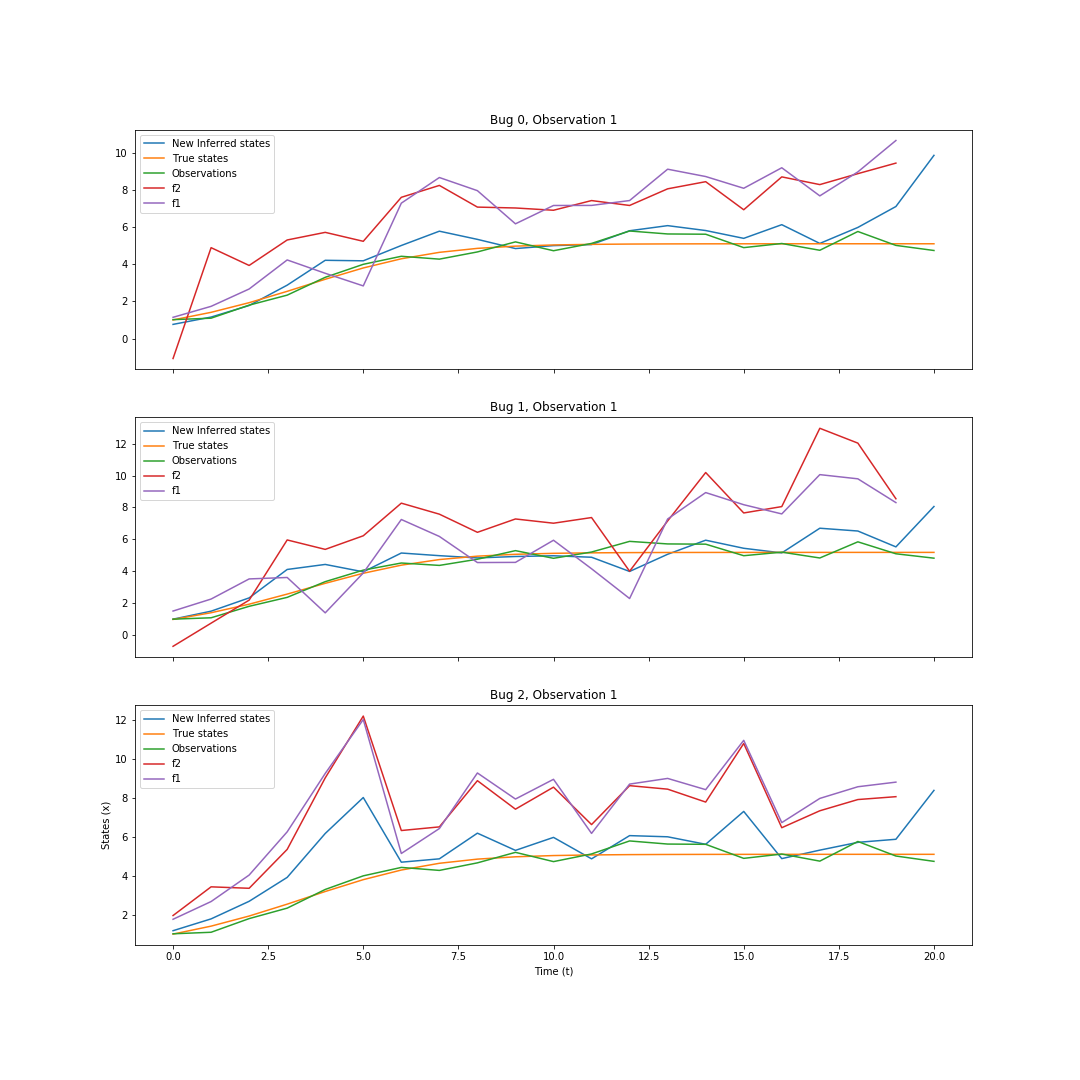 Bug 0, Observation 1
New Inferred states
True states
Observations
f2
f1
10
8
6
4
2
0
Bug 1, Observation 1
New Inferred states
True states
Observations
f2
f1
12
10
8
6
4
2
0
Bug 2, Observation 1
New Inferred states
True states
Observations
f2
f1
12
10
8
6
4
2
States (x)
0.0 2.5 5.0 7.5 10.0 12.5 15.0 17.5 20.0
Time (t)